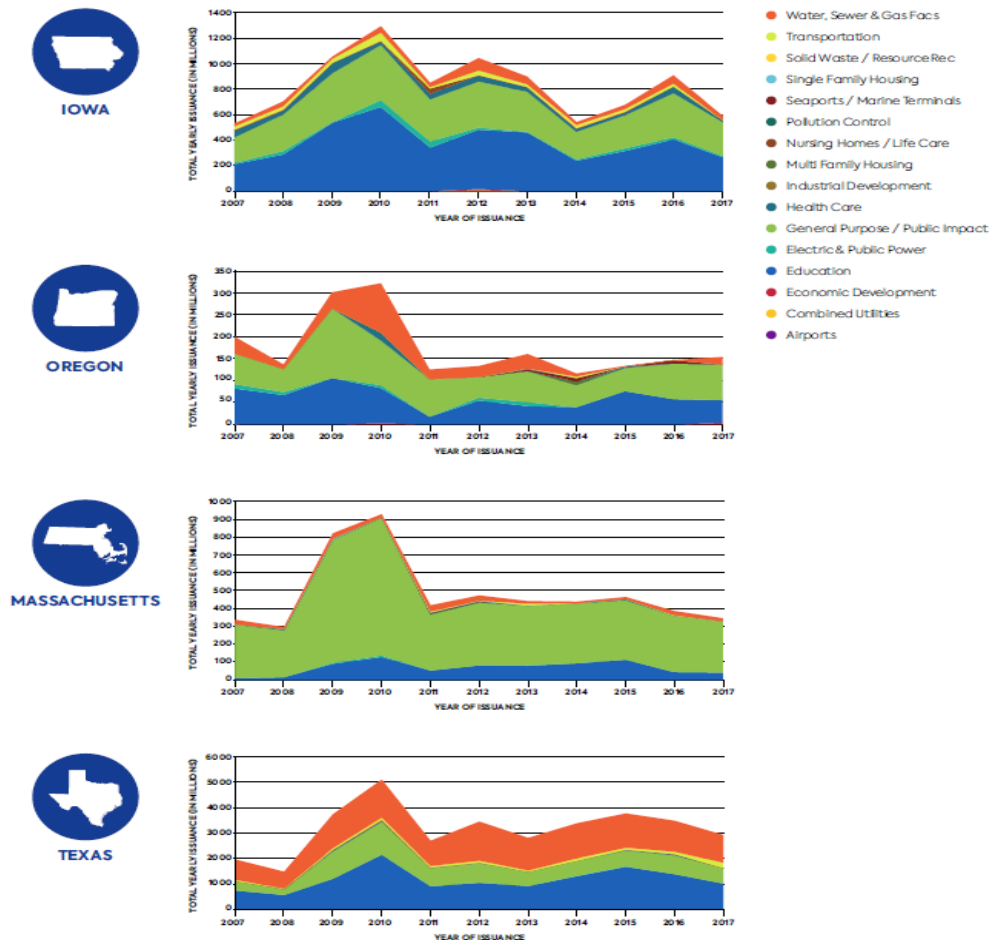 IOWA
TOTAL YEARLY ISSUANCE (IN MILLIONS)
1400
1200
1000
800
600
400
200
0
2007 2008 2009 2010 2011 2012 2013 2014 2015 2016 2017
YEAR OF ISSUANCE
Water, Sewer & Gas Facs
Transportation
Solid Waste / Resource Rec
Single Family Housing
Seaports / Marine Terminals
Pollution Control
Nursing Homes / Life Care
Multi Family Housing
Industrial Development
Health Care
General Purpose / Public Impact
Electric & Public Power
Education
Economic Development
Combined Utilities
Airports
OREGON
TOTAL YEARLY ISSUANCE (IN MILLIONS)
350
300
250
200
150
100
50
0
2007 2008 2009 2010 2011 2012 2013 2014 2015 2016 2017
YEAR OF ISSUANCE
MASSACHUSETTS
TOTAL YEARLY ISSUANCE (IN MILLIONS)
1000
900
800
700
600
500
400
300
200
100
0
2007 2008 2009 2010 2011 2012 2013 2014 2015 2016 2017
YEAR OF ISSUANCE
TEXAS
TOTAL YEARLY ISSUANCE (IN MILLIONS)
6000
5000
4000
3000
2000
1000
0
2007 2008 2009 2010 2011 2012 2013 2014 2015 2016 2017
YEAR OF ISSUANCE